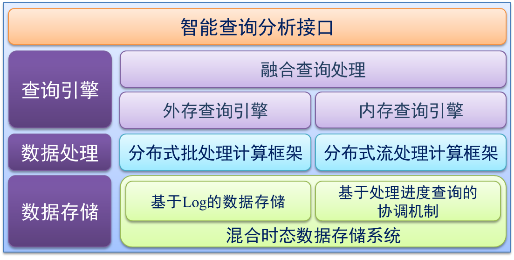 智能查询分析接口
查询引擎
融合查询处理
外存查询引擎
内存查询引擎
数据处理
分布式批处理计算框架
分布式流处理计算框架
数据存储
基于Log的数据存储
基于处理进度查询的
协调机制
混合时态数据存储系统